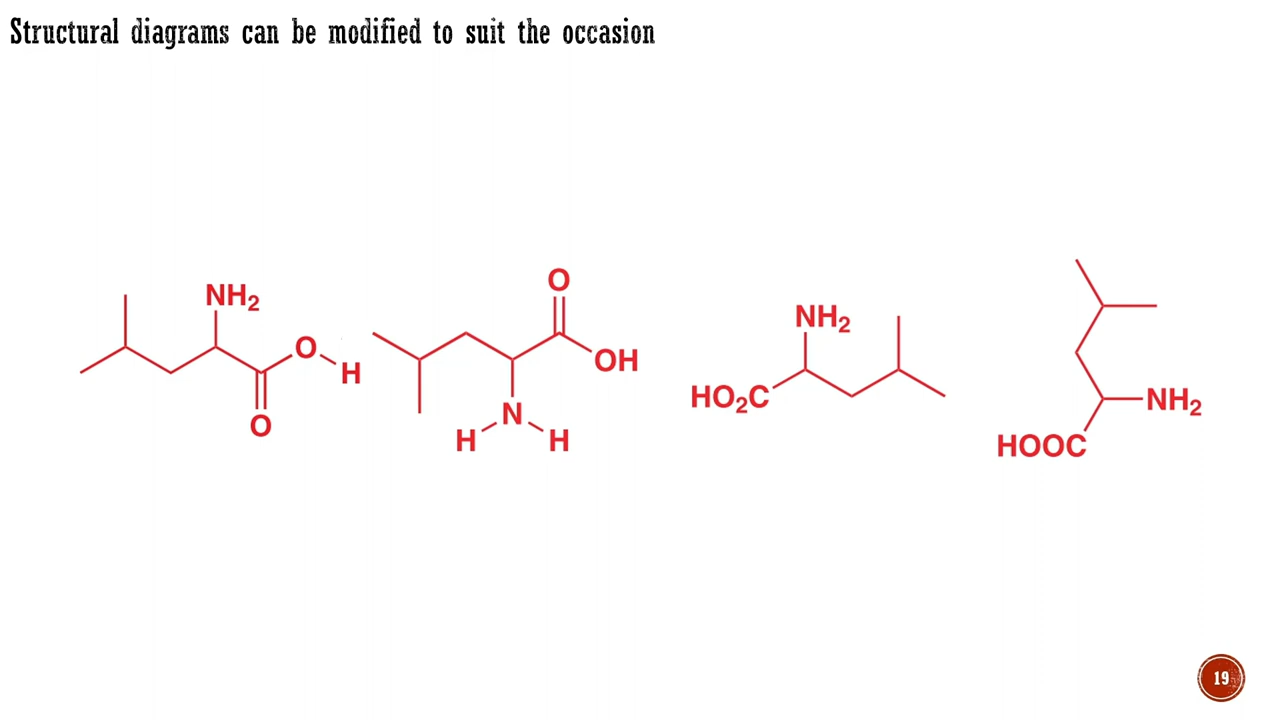 Structural diagrams can be modified to suit the occasion
NH2
O
H
O
O
OH
N
H H
NH2
HO2C
NH2
HOOC
19